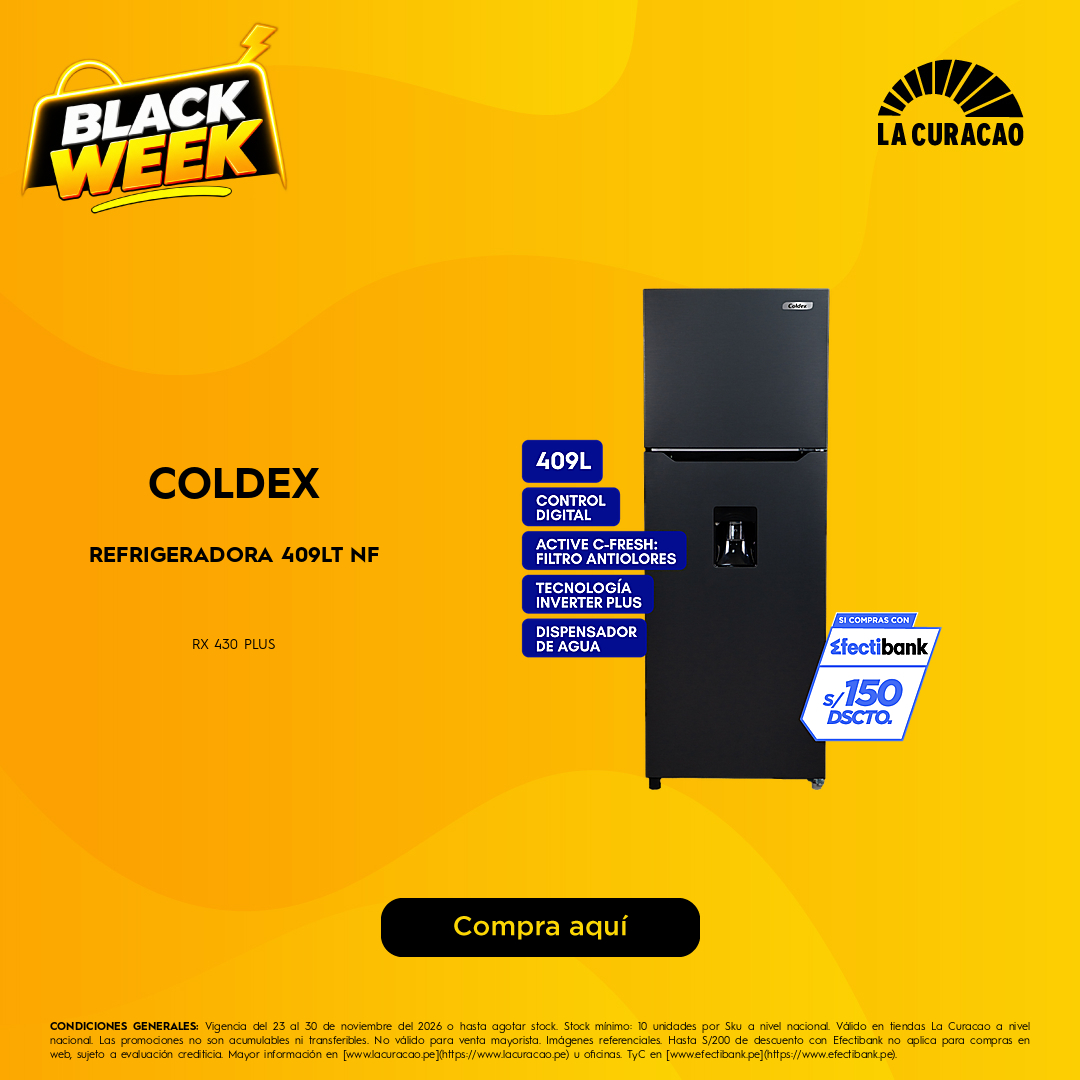 BLACK
WEEK
LA CURACAO
Coldex
COLDEX
REFRIGERADORA 409LT NF
RX 430 PLUS
409L
CONTROL
DIGITAL
ACTIVE C-FRESH:
FILTRO ANTIOLORES
TECNOLOGÍA
INVERTER PLUS
DISPENSADOR
DE AGUA
SI COMPRAS CON
Efectibank
S/150
DSCTO.
Compra aquí
CONDICIONES GENERALES: Vigencia del 23 al 30 de noviembre del 2026 o hasta agotar stock. Stock mínimo: 10 unidades por Sku a nivel nacional. Válido en tiendas La Curacao a nivel
nacional. Las promociones no son acumulables ni transferibles. No válido para venta mayorista. Imágenes referenciales. Hasta S/200 de descuento con Efectibank no aplica para compras en
web, sujeto a evaluación crediticia. Mayor información en [www.lacuracao.pe](https://www.lacuracao.pe) u oficinas. TyC en [www.efectibank.pe](https://www.efectibank.pe).